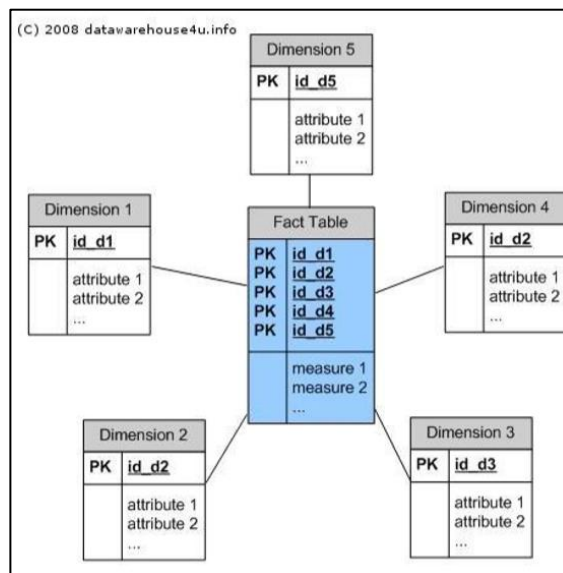 (C) 2008 datawarehouse4u.info
Dimension 5
PK id_d5
attribute 1
attribute 2
...
Dimension 1
PK id_d1
attribute 1
attribute 2
...
Fact Table
PK id_d1
PK id_d2
PK id_d3
PK id_d4
PK id_d5
measure 1
measure 2
...
Dimension 4
PK id_d2
attribute 1
attribute 2
...
Dimension 2
PK id_d2
attribute 1
attribute 2
...
Dimension 3
PK id_d3
attribute 1
attribute 2
...